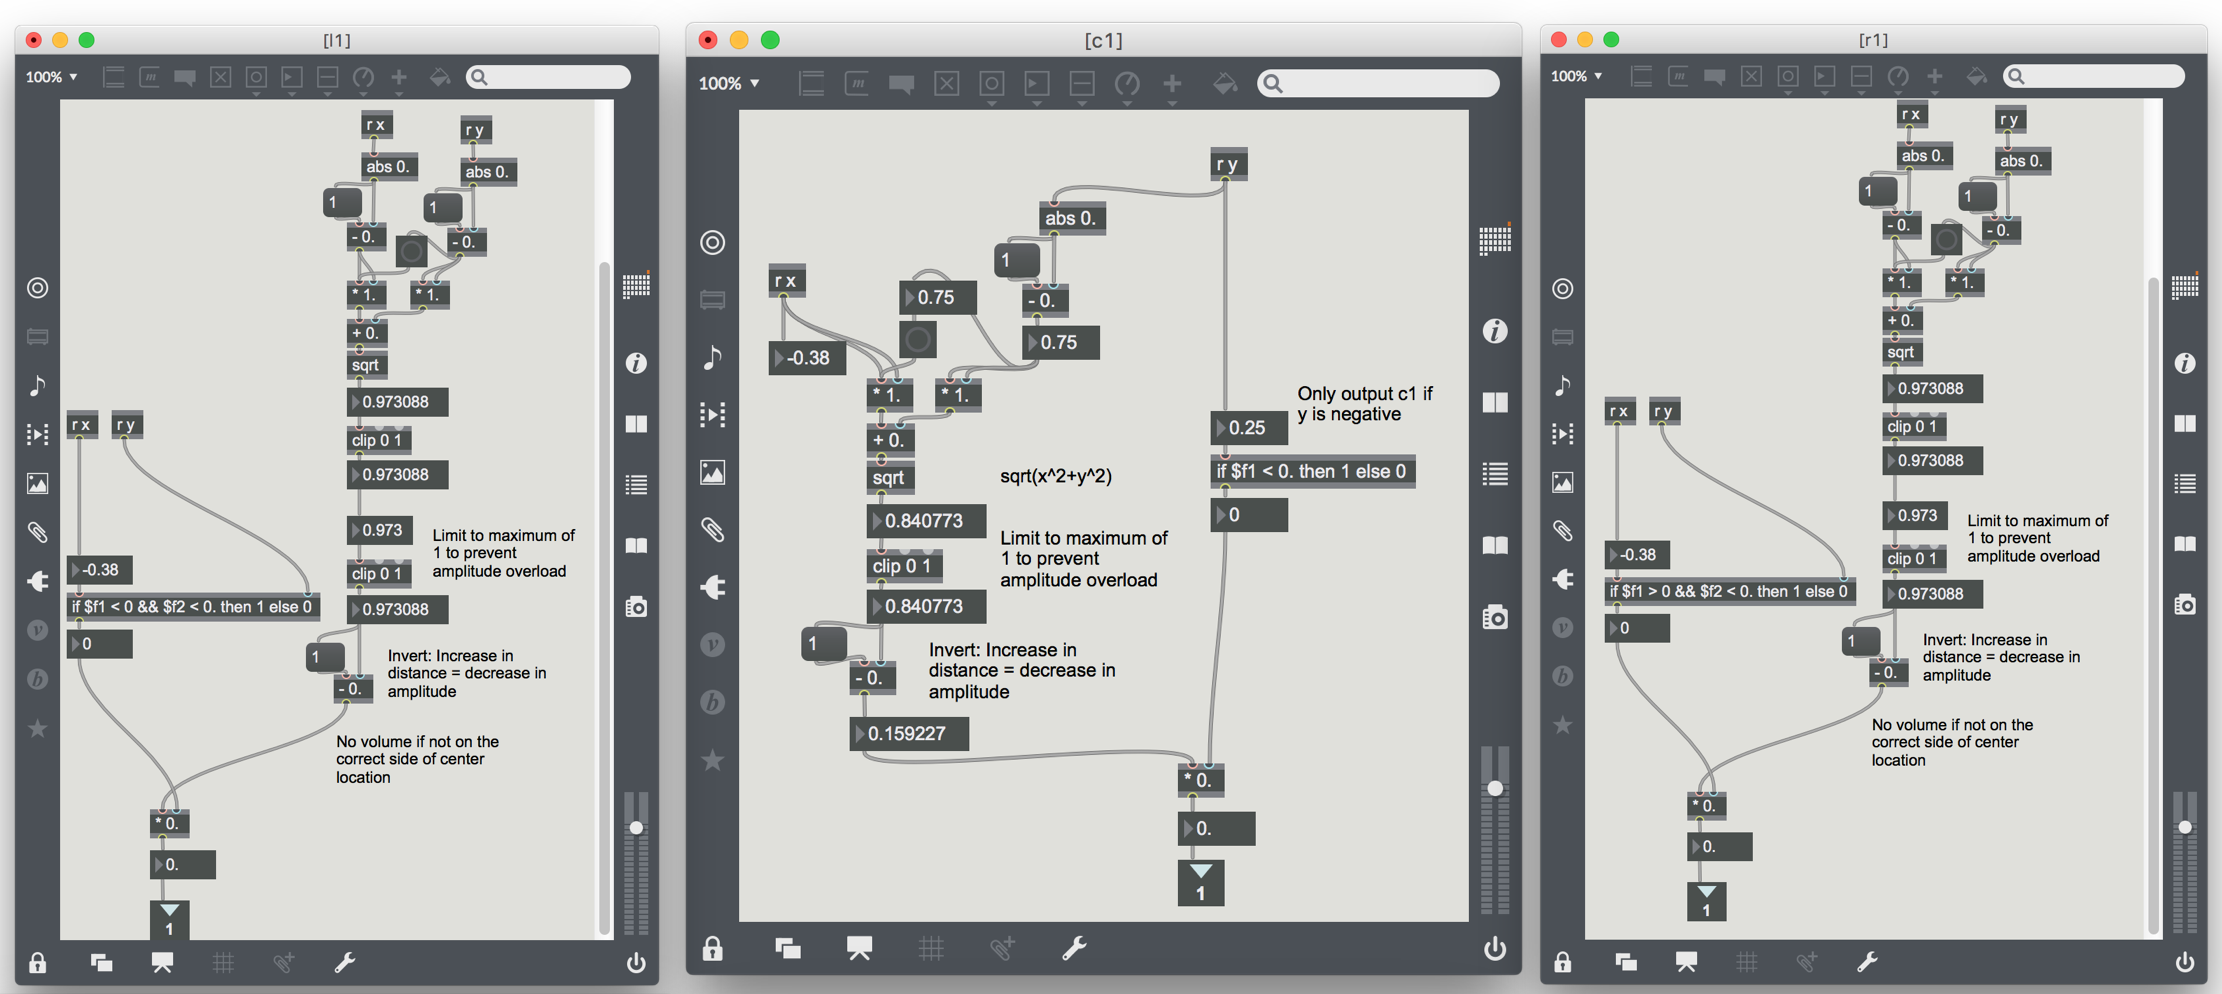 [l1]
100%
r x
r y
abs 0.
abs 0.
1
1
- 0.
- 0.
* 1.
* 1.
+ 0.
sqrt
0.973088
r x
r y
clip 0 1
0.973088
0.973
Limit to maximum of
1 to prevent
amplitude overload
-0.38
clip 0 1
if $f1 < 0 && $f2 < 0. then 1 else 0
0.973088
0
1
Invert: Increase in
distance = decrease in
amplitude
- 0.
No volume if not on the
correct side of center
location
* 0.
0.
1
[c1]
100%
r y
abs 0.
1
r x
0.75
- 0.
-0.38
0.75
* 1.
* 1.
Only output c1 if
y is negative
0.25
+ 0.
sqrt
sqrt(x^2+y^2)
if $f1 < 0. then 1 else 0
0.840773
0
Limit to maximum of
1 to prevent
amplitude overload
clip 0 1
0.840773
1
Invert: Increase in
distance = decrease in
amplitude
- 0.
0.159227
* 0.
0.
1
[r1]
100%
r x
r y
abs 0.
abs 0.
1
1
- 0.
- 0.
* 1.
* 1.
+ 0.
sqrt
0.973088
r x
r y
clip 0 1
0.973088
0.973
Limit to maximum of
1 to prevent
amplitude overload
-0.38
clip 0 1
if $f1 > 0 && $f2 < 0. then 1 else 0
0.973088
0
1
Invert: Increase in
distance = decrease in
amplitude
- 0.
No volume if not on the
correct side of center
location
* 0.
0.
1